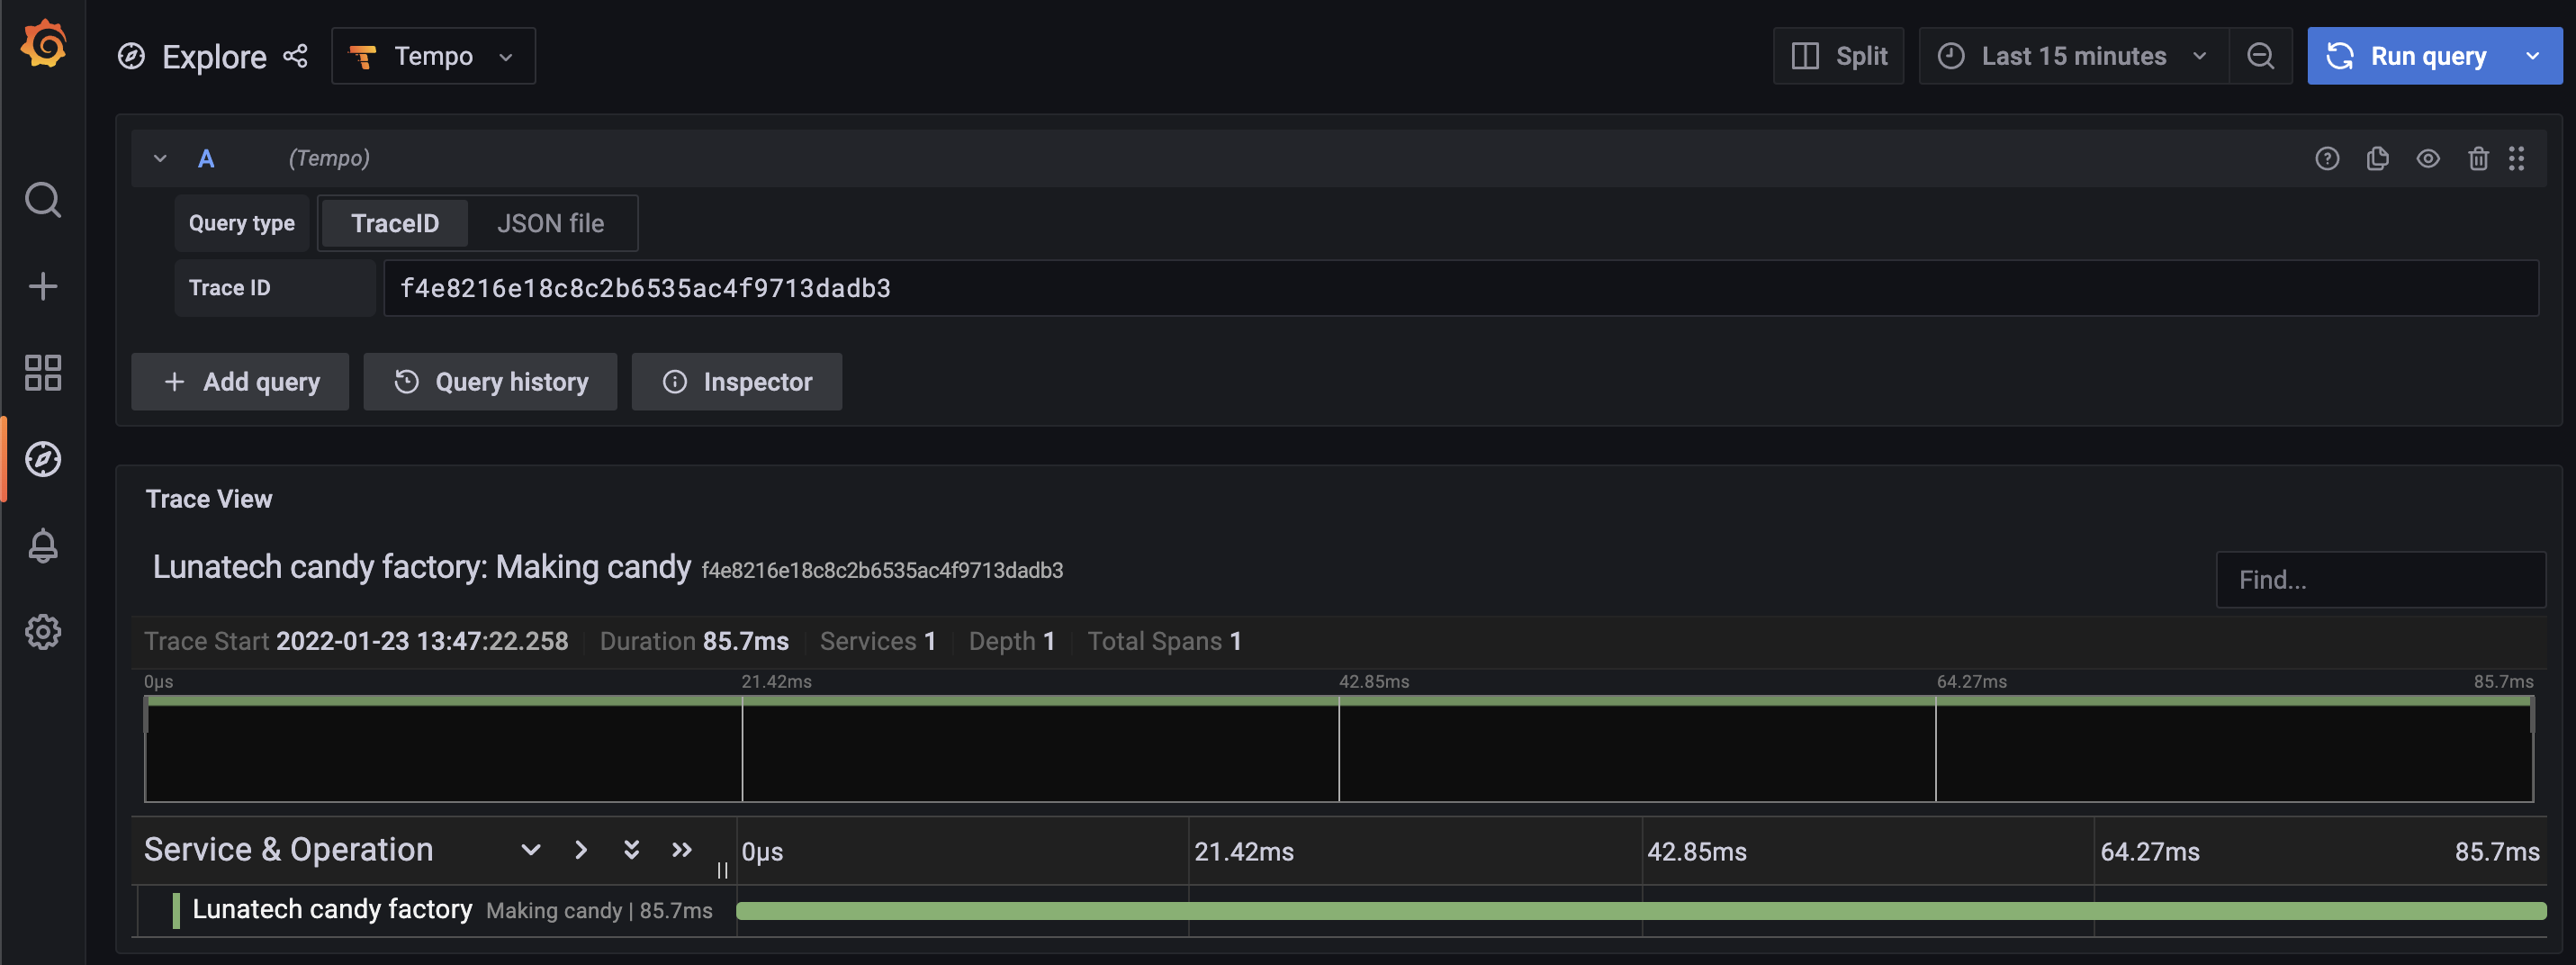 Explore Tempo Split Last 15 minutes Run query
A (Tempo)
Query type TraceID JSON file
Trace ID f4e8216e18c8c2b6535ac4f9713dadb3
Add query Query history Inspector
Trace View
Lunatech candy factory: Making candy f4e8216e18c8c2b6535ac4f9713dadb3
Find...
Trace Start 2022-01-23 13:47:22.258 Duration 85.7ms Services 1 Depth 1 Total Spans 1
0μs 21.42ms 42.85ms 64.27ms 85.7ms
Service & Operation 0μs 21.42ms 42.85ms 64.27ms 85.7ms
Lunatech candy factory Making candy | 85.7ms